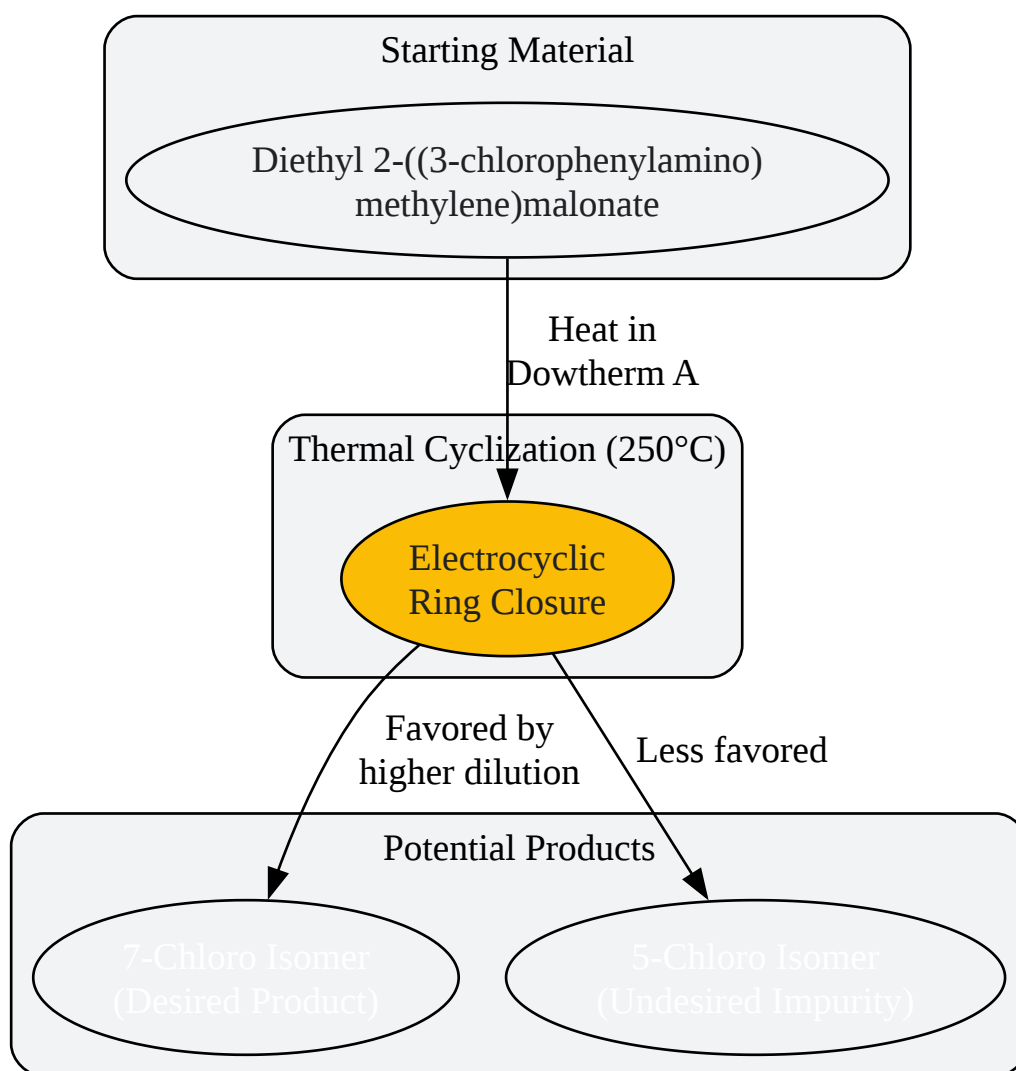 Starting Material
Diethyl 2-((3-chlorophenylamino)
methylene)malonate
Heat in
Dowtherm A
Thermal Cyclization (250°C)
Electrocyclic
Ring Closure
Favored by
higher dilution
Less favored
Potential Products
7-Chloro Isomer
(Desired Product)
5-Chloro Isomer
(Undesired Impurity)